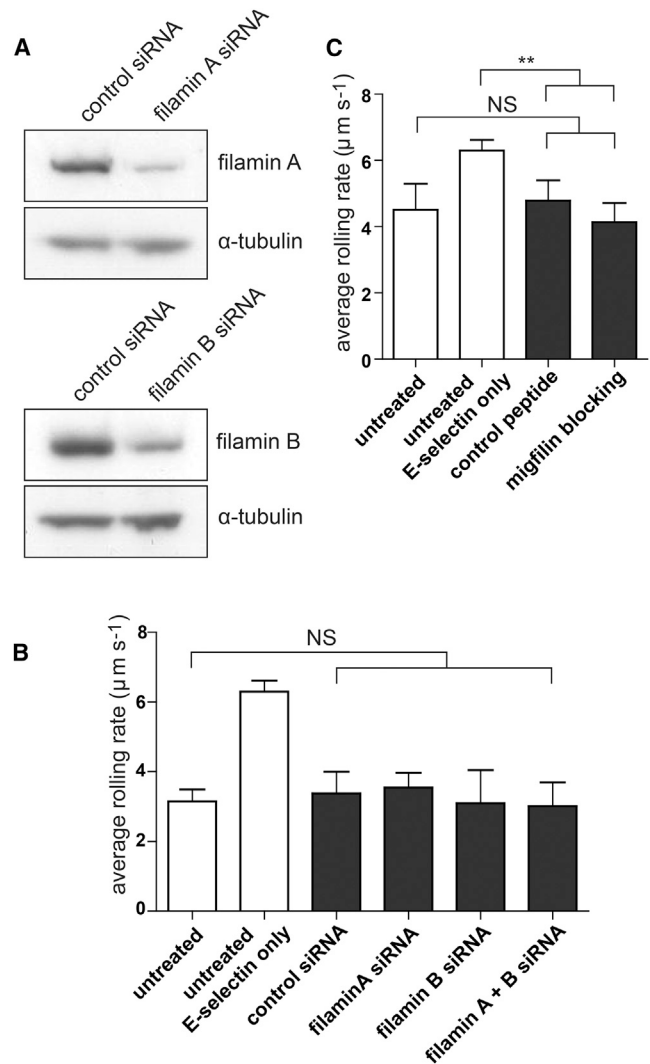 A
control siRNA
filamin A siRNA
filamin A
α-tubulin
control siRNA
filamin B siRNA
filamin B
α-tubulin
C
average rolling rate (µm s-1)
8
6
4
2
0
**
NS
untreated
untreated
E-selectin only
control peptide
migfilin blocking
B
average rolling rate (µm s-1)
8
6
4
2
0
NS
untreated
untreated
E-selectin only
control siRNA
filaminA siRNA
filamin B siRNA
filamin A + B siRNA